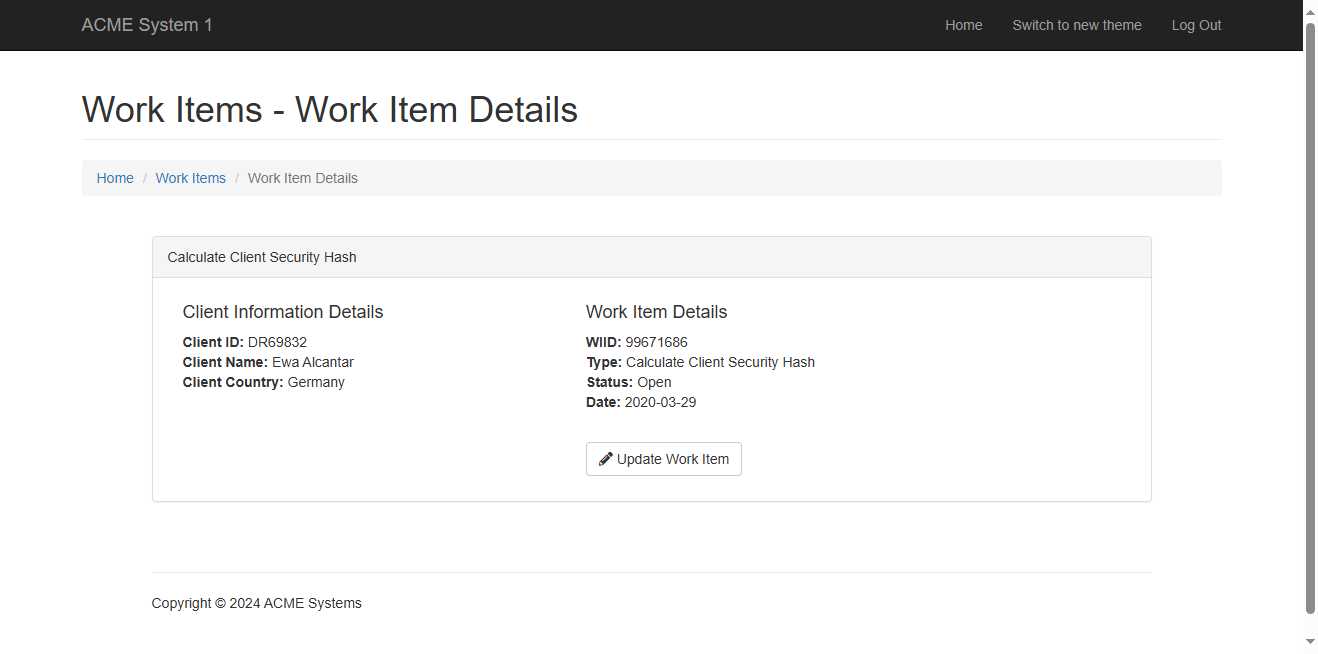 ACME System 1
Home
Switch to new theme
Log Out
Work Items - Work Item Details
Home / Work Items / Work Item Details
Calculate Client Security Hash
Client Information Details
Client ID: DR69832
Client Name: Ewa Alcantar
Client Country: Germany
Work Item Details
WIID: 99671686
Type: Calculate Client Security Hash
Status: Open
Date: 2020-03-29
Update Work Item
Copyright © 2024 ACME Systems